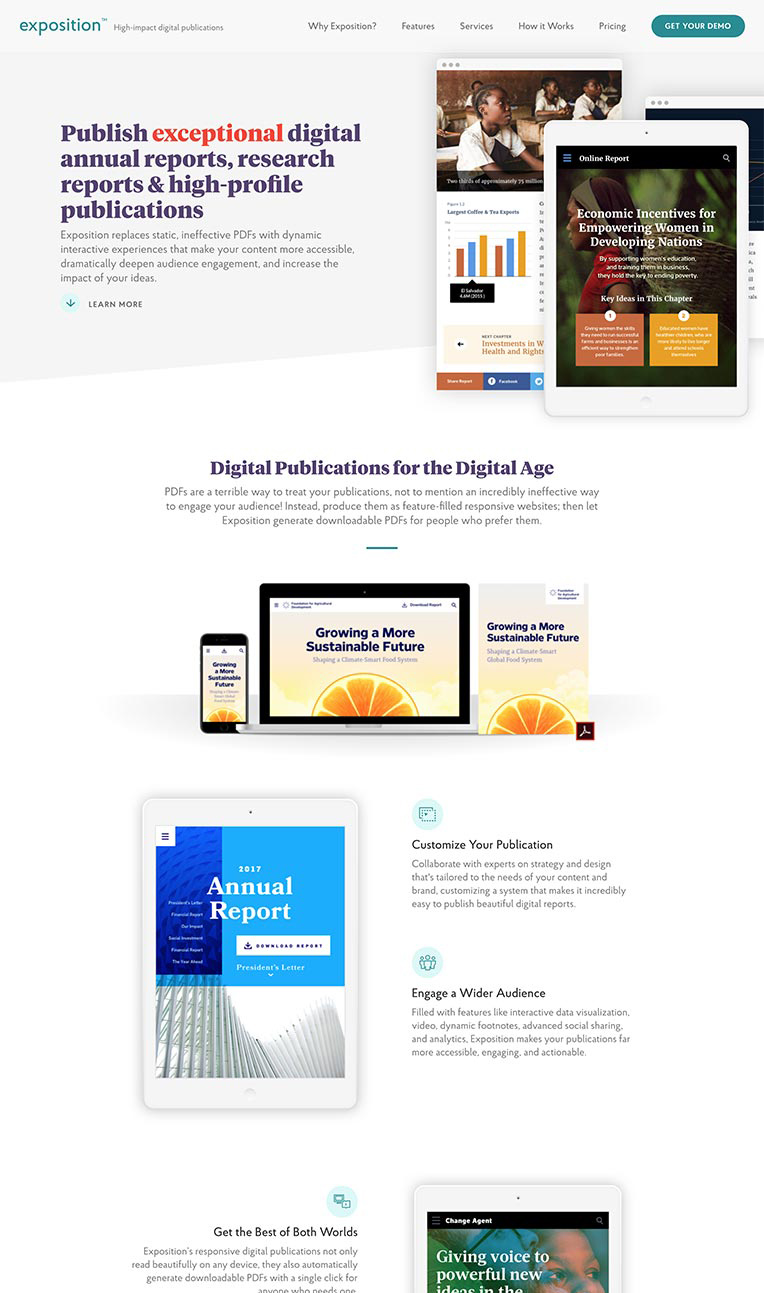 exposition™ High-impact digital publications
Why Exposition?
Features
Services
How it Works
Pricing
GET YOUR DEMO
Publish exceptional digital
annual reports, research
reports & high-profile
publications
Exposition replaces static, ineffective PDFs with dynamic
interactive experiences that make your content more accessible,
dramatically deepen audience engagement, and increase the
impact of your ideas.
LEARN MORE
Two thirds of approximately 75 million
Figure 1.2
Largest Coffee & Tea Exports
El Salvador
4.6M (2015)
NEXT CHAPTER
Investments in W
Health and Rights
Share Report
Facebook
Online Report
Economic Incentives for
Empowering Women in
Developing Nations
By supporting women's education,
and training them in business,
they hold the key to ending poverty.
Key Ideas in This Chapter
1
Giving women the skills
they need to run successful
farms and businesses is an
efficient way to strengthen
poor families.
2
Educated women have
healthier children, who are
more likely to live longer
and attend schools
themselves
Digital Publications for the Digital Age
PDFs are a terrible way to treat your publications, not to mention an incredibly ineffective way
to engage your audience! Instead, produce them as feature-filled responsive websites; then let
Exposition generate downloadable PDFs for people who prefer them.
Growing
a More
Sustainable
Future
Shaping a Climate-
Smart Global
Food System
Foundation for Agricultural
Development
Download Report
Growing a More
Sustainable Future
Shaping a Climate-Smart Food System
Foundation
for Agricultural
Development
Growing a More
Sustainable Future
Shaping a Climate-Smart
Global Food System
2017
Annual
Report
President's Letter
Financial Report
Our Impact
Social Investment
Financial Report
The Year Ahead
DOWNLOAD REPORT
President's Letter
Customize Your Publication
Collaborate with experts on strategy and design
that's tailored to the needs of your content and
brand, customizing a system that makes it incredibly
easy to publish beautiful digital reports.
Engage a Wider Audience
Filled with features like interactive data visualization,
video, dynamic footnotes, advanced social sharing,
and analytics, Exposition makes your publications far
more accessible, engaging, and actionable.
Get the Best of Both Worlds
Exposition's responsive digital publications not only
read beautifully on any device, they also automatically
generate downloadable PDFs with a single click for
anyone who needs one.
Change Agent
Giving voice to
powerful new
ideas in the